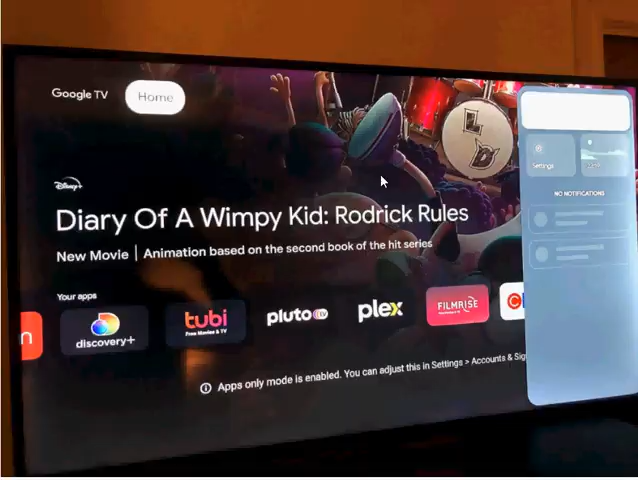 Google TV
Home
L
D
Settings
NO NOTIFICATIONS
Disney+
Diary Of A Wimpy Kid: Rodrick Rules
New Movie | Animation based on the second book of the hit series
Your apps
discovery+
tubi
Free Movies & TV
pluto tv
plex
FILMRISE
n
C
Apps only mode is enabled. You can adjust this in Settings > Accounts & Sig